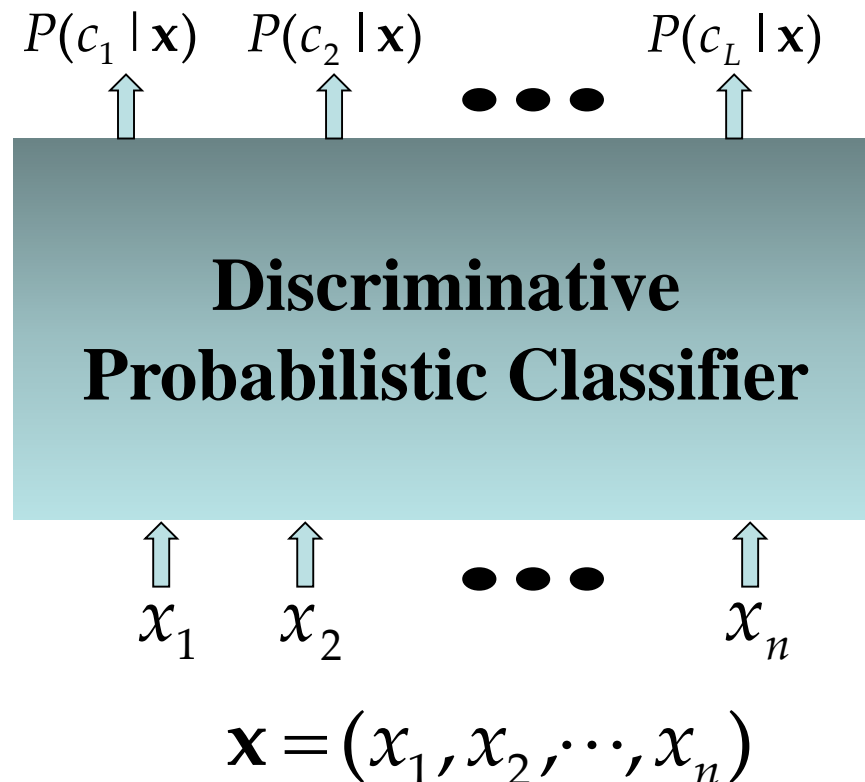 P(c₁ | x) P(c₂ | x) ••• P(c_L | x)
Discriminative
Probabilistic Classifier
x₁ x₂ ••• xₙ
x = (x₁, x₂, ⋯, xₙ)